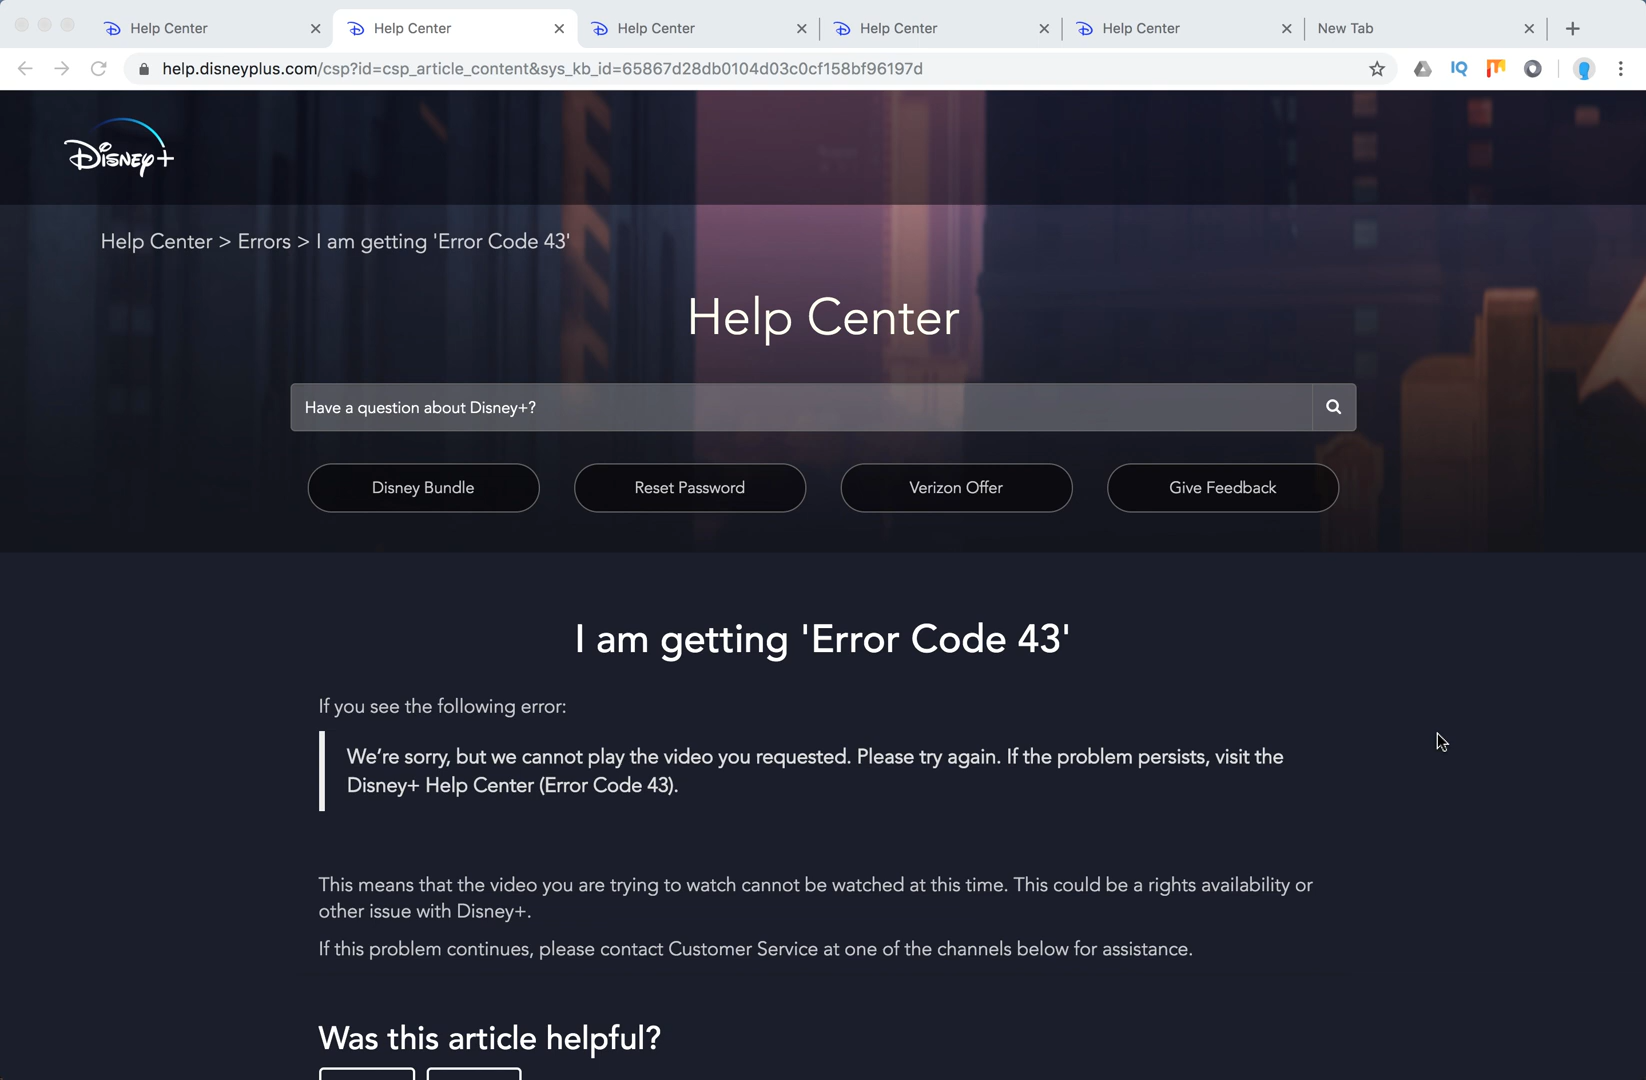 Help Center
Help Center
Help Center
Help Center
Help Center
New Tab
help.disneyplus.com/csp?id=csp_article_content&sys_kb_id=65867d28db0104d03c0cf158bf96197d
IQ
Disney+
Help Center > Errors > I am getting 'Error Code 43'
Help Center
Have a question about Disney+?
Disney Bundle
Reset Password
Verizon Offer
Give Feedback
I am getting 'Error Code 43'
If you see the following error:
We’re sorry, but we cannot play the video you requested. Please try again. If the problem persists, visit the
Disney+ Help Center (Error Code 43).
This means that the video you are trying to watch cannot be watched at this time. This could be a rights availability or
other issue with Disney+.
If this problem continues, please contact Customer Service at one of the channels below for assistance.
Was this article helpful?